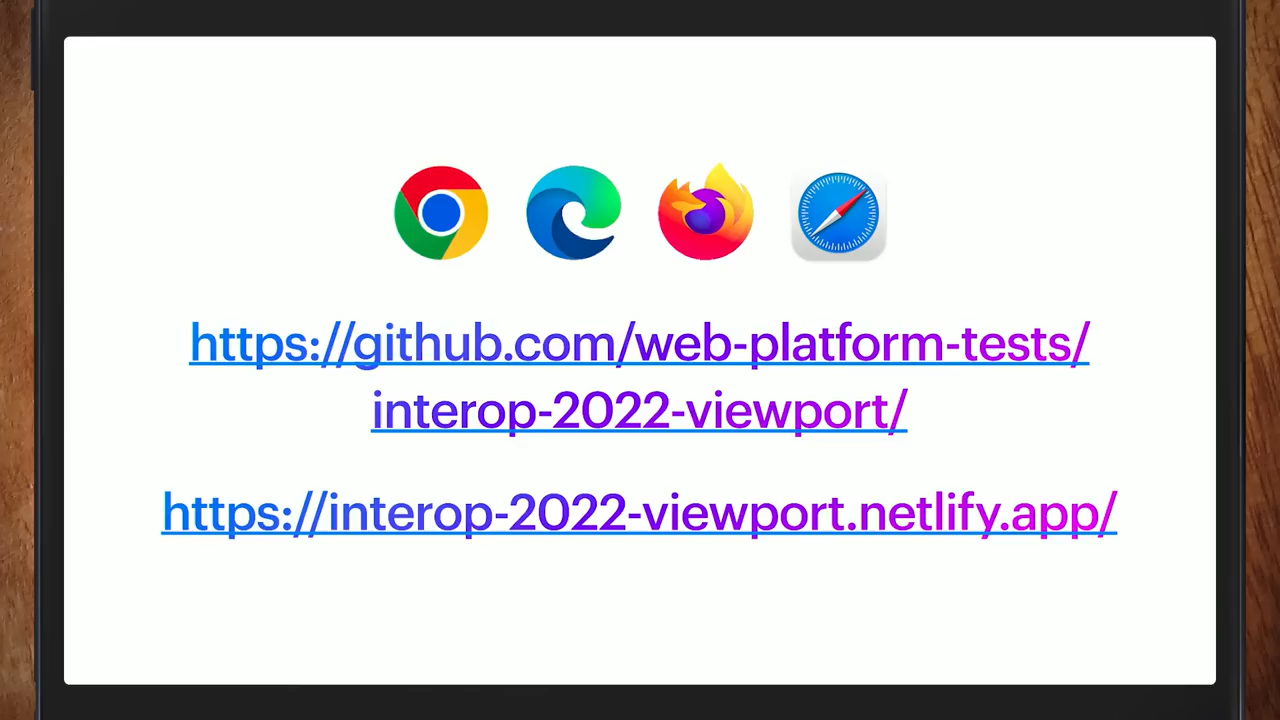 https://github.com/web-platform-tests/
interop-2022-viewport/
https://interop-2022-viewport.netlify.app/